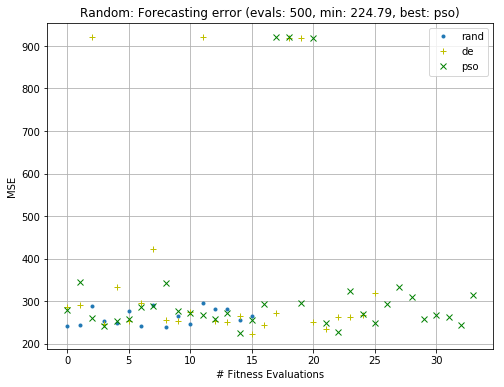 Random: Forecasting error (evals: 500, min: 224.79, best: pso)
900
800
700
600
500
400
300
200
MSE
rand
de
pso
0 5 10 15 20 25 30
# Fitness Evaluations